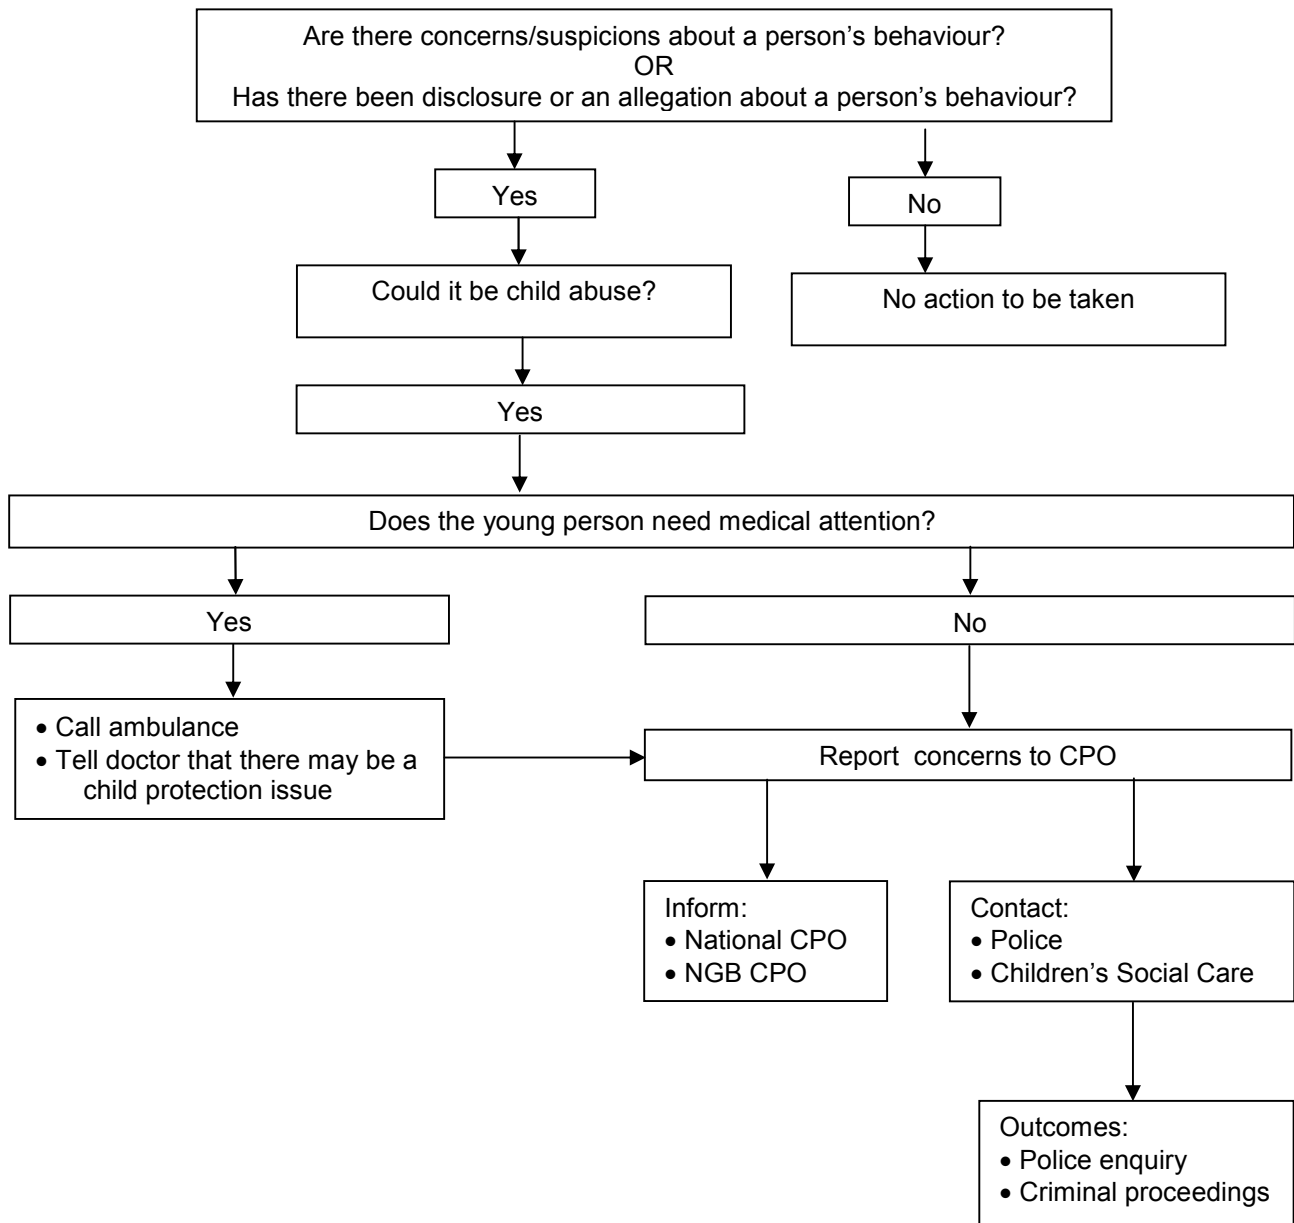 Are there concerns/suspicions about a person’s behaviour?
OR
Has there been disclosure or an allegation about a person’s behaviour?
Yes
No
Could it be child abuse?
No action to be taken
Yes
Does the young person need medical attention?
Yes
No
• Call ambulance
• Tell doctor that there may be a
child protection issue
Report concerns to CPO
Inform:
• National CPO
• NGB CPO
Contact:
• Police
• Children’s Social Care
Outcomes:
• Police enquiry
• Criminal proceedings